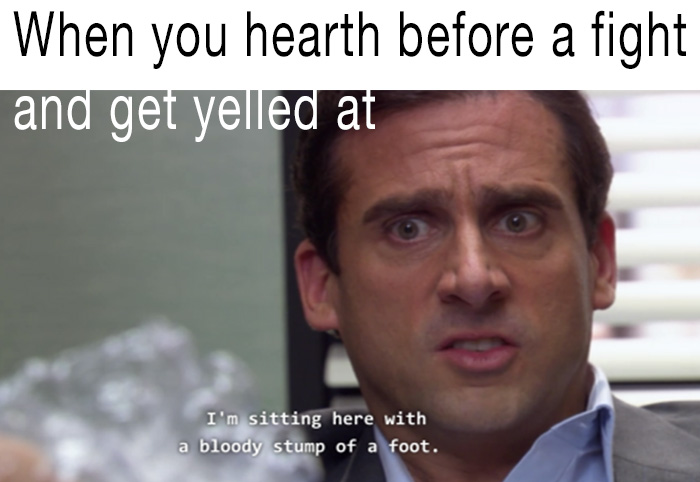 When you hearth before a fight
and get yelled at
I'm sitting here with
a bloody stump of a foot.